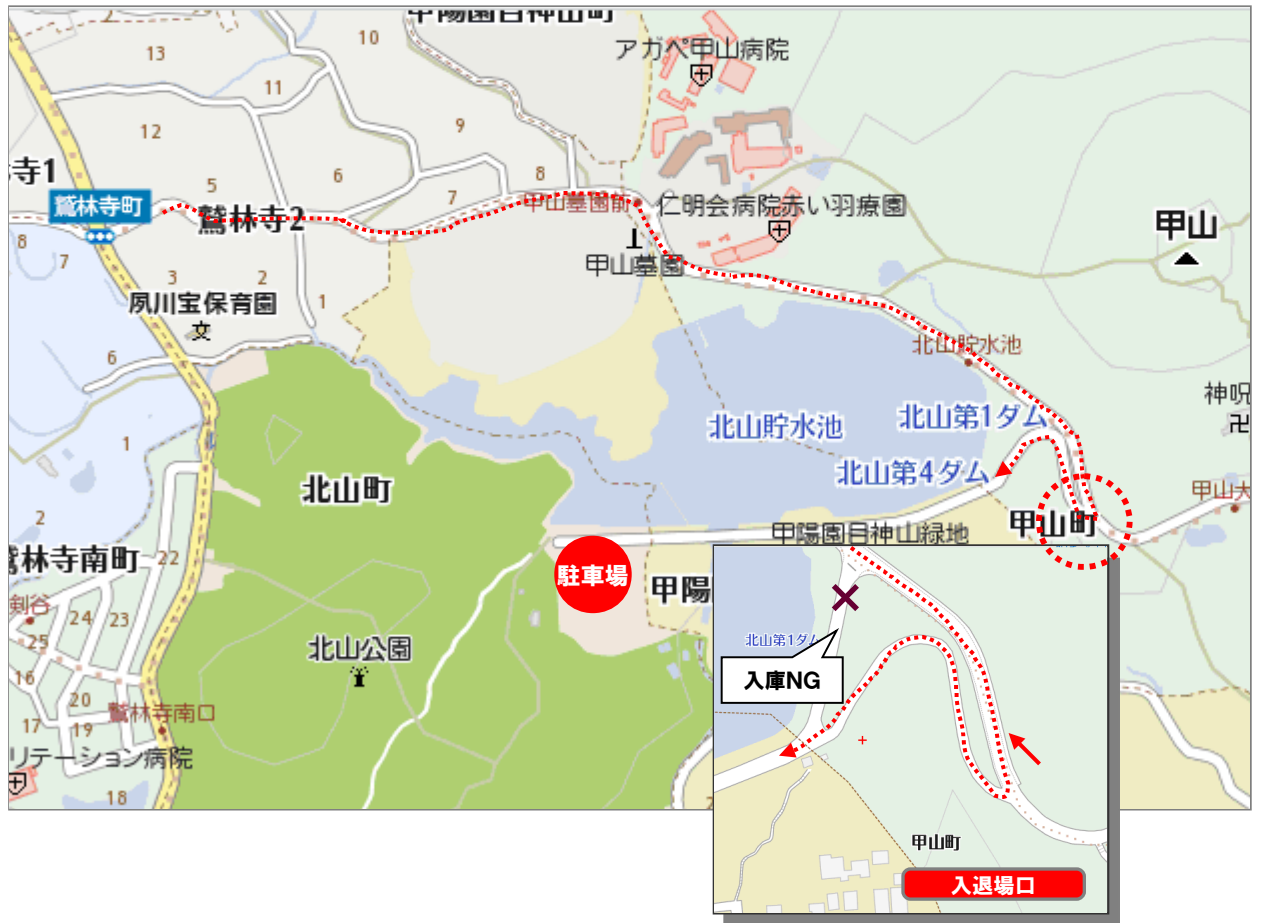 甲陽園目神山町
10
アガペ甲山病院
13
11
12
9
寺1
8
6
5
7
鷲林寺町
鷲林寺2
甲山墓園前
仁明会病院赤い羽療園
甲山
8
7
甲山墓園
3
2
1
夙川宝保育園
文
6
北山貯水池
神呪
卍
北山貯水池
北山第1ダム
1
北山第4ダム
北山町
甲山大
2
甲山町
甲陽園目神山緑地
鷲林寺南町
22
駐車場
甲陽
剣谷
24
23
25
北山第1ダム
北山公園
入庫NG
16
20
17
19
鷲林寺南口
リテーション病院
18
甲山町
入退場口